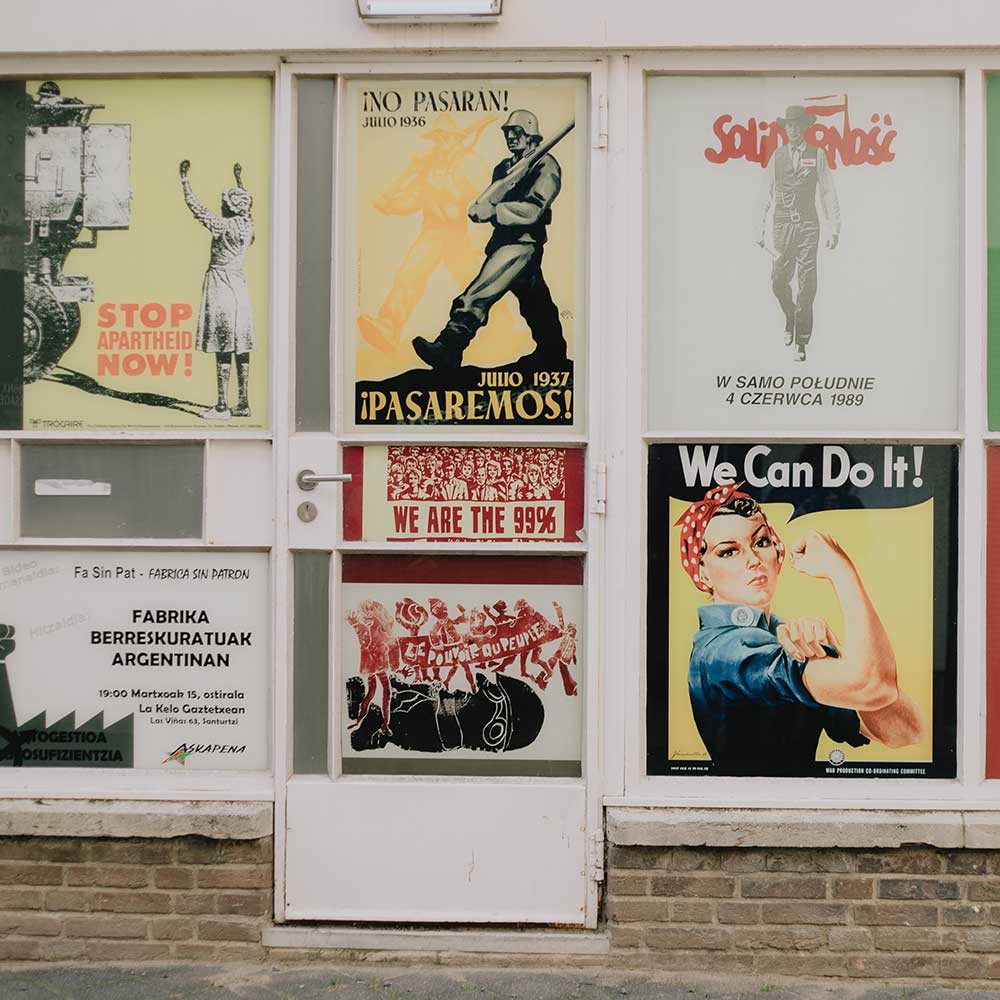 STOP
APARTHEID
NOW!
TRÓCAIRE
¡NO PASARÁN!
JULIO 1936
JULIO 1937
¡PASAREMOS!
SOLIDARNOŚĆ
W SAMO POŁUDNIE
4 CZERWCA 1989
WE ARE THE 99%
We Can Do It!
WAR PRODUCTION CO-ORDINATING COMMITTEE
Fa Sin Pat - FABRICA SIN PATRON
Hitzaldia:
FABRIKA
BERRESKURATUAK
ARGENTINAN
19:00 Martxoak 15, ostirala
La Kelo Gaztetxean
Las Viñas 63, Santurtzi
ASKAPENA
LE POUVOIR AU PEUPLE